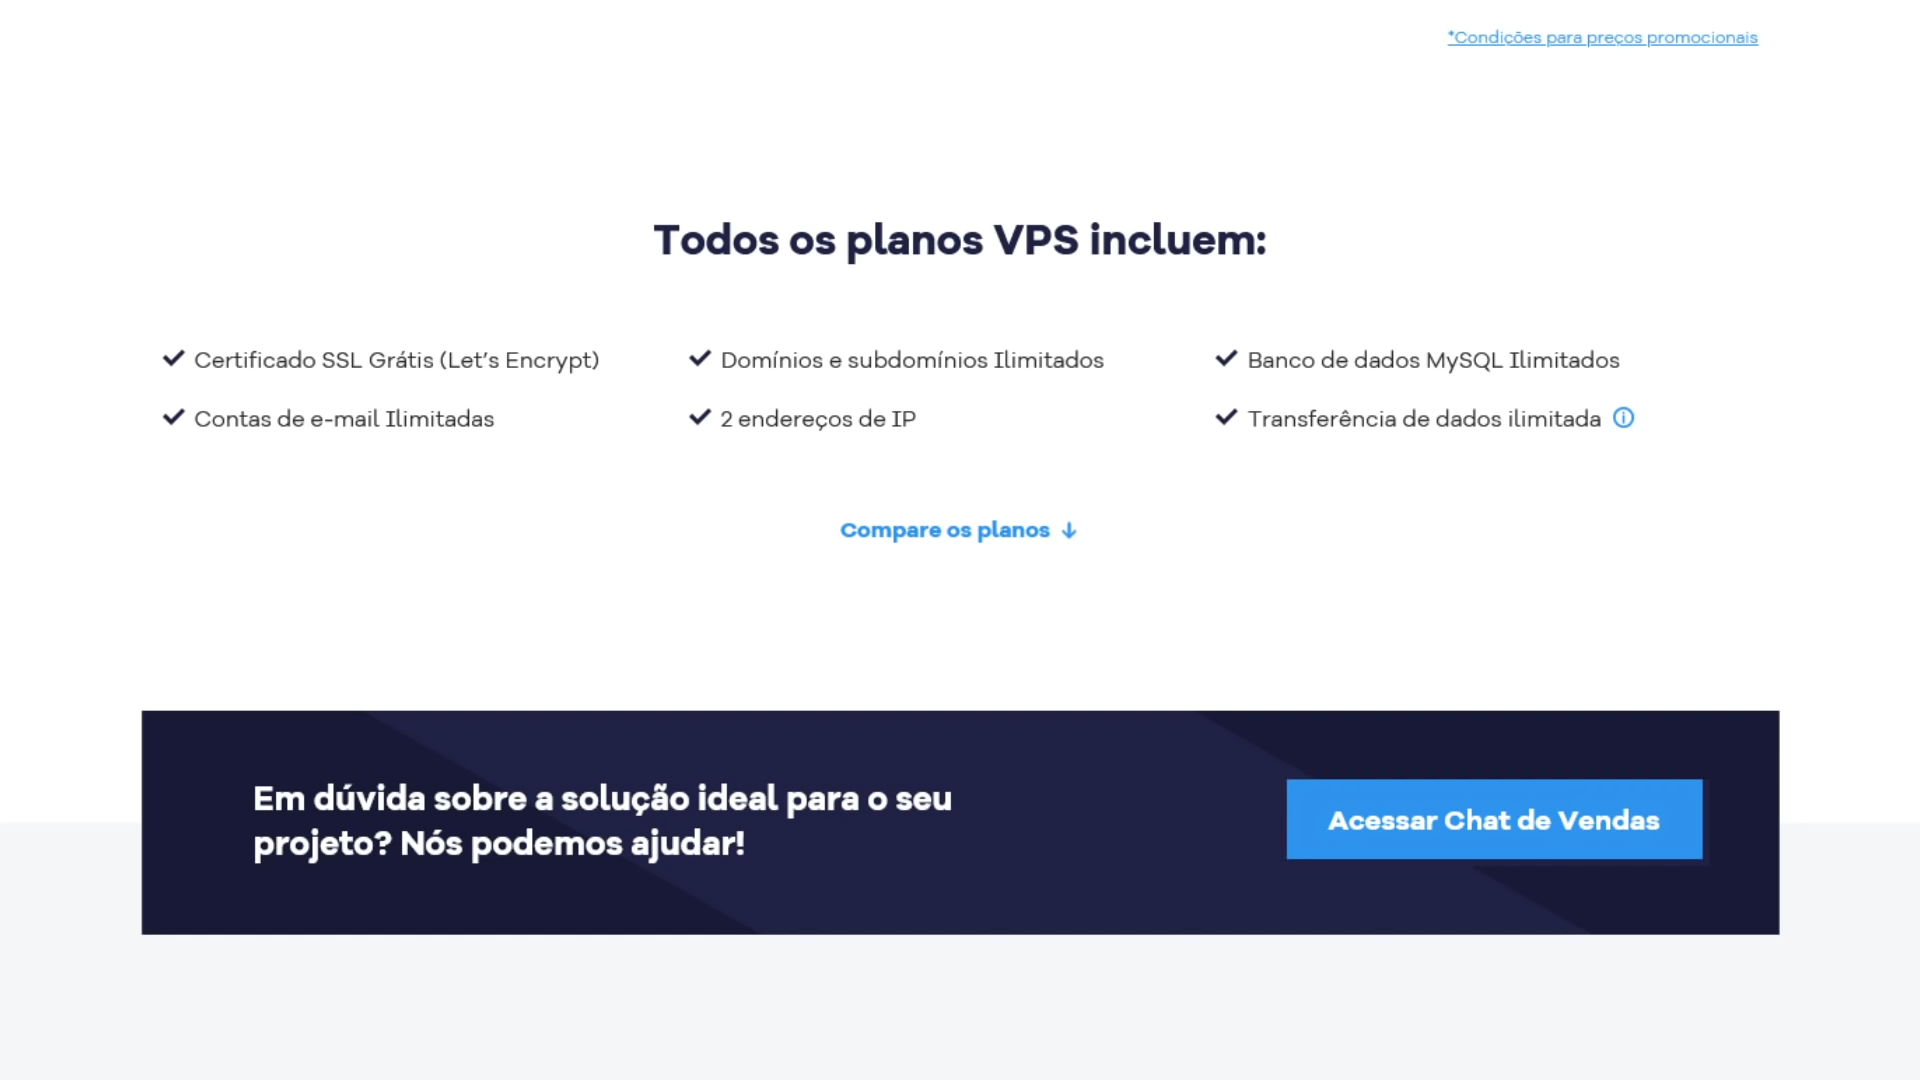 *Condições para preços promocionais
Todos os planos VPS incluem:
Certificado SSL Grátis (Let's Encrypt)
Domínios e subdomínios Ilimitados
Banco de dados MySQL Ilimitados
Contas de e-mail Ilimitadas
2 endereços de IP
Transferência de dados ilimitada
Compare os planos ↓
Em dúvida sobre a solução ideal para o seu
projeto? Nós podemos ajudar!
Acessar Chat de Vendas